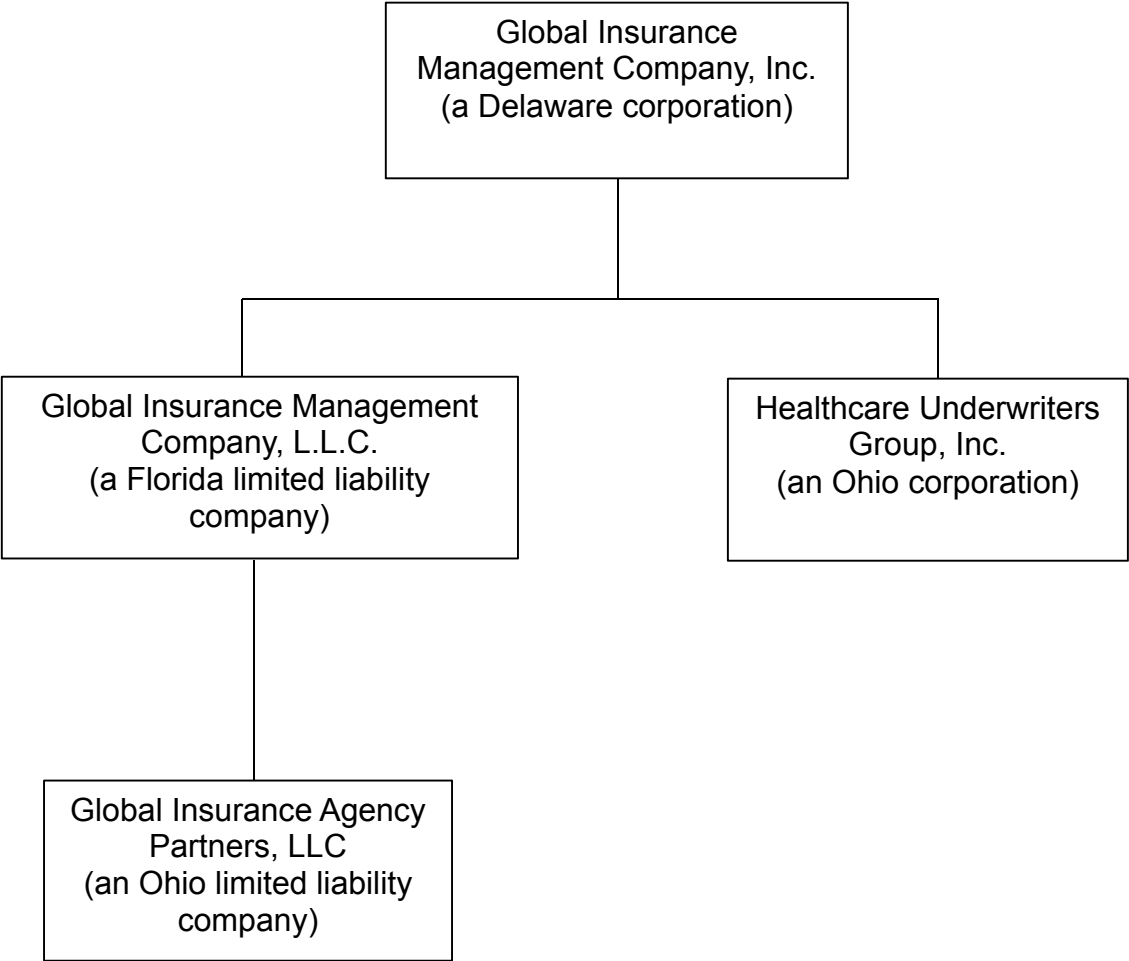 Global Insurance
Management Company, Inc.
(a Delaware corporation)
Global Insurance Management
Company, L.L.C.
(a Florida limited liability
company)
Healthcare Underwriters
Group, Inc.
(an Ohio corporation)
Global Insurance Agency
Partners, LLC
(an Ohio limited liability
company)